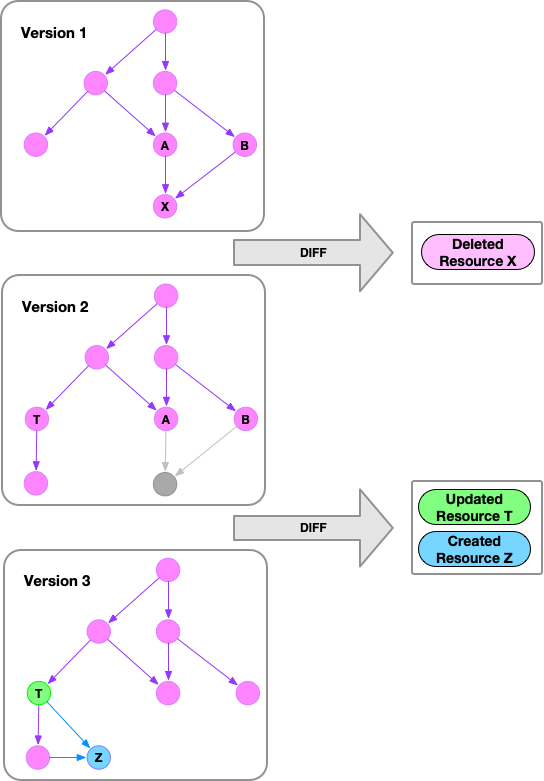 Version 1
A
B
X
DIFF
Deleted
Resource X
Version 2
T
A
B
DIFF
Updated
Resource T
Created
Resource Z
Version 3
T
Z